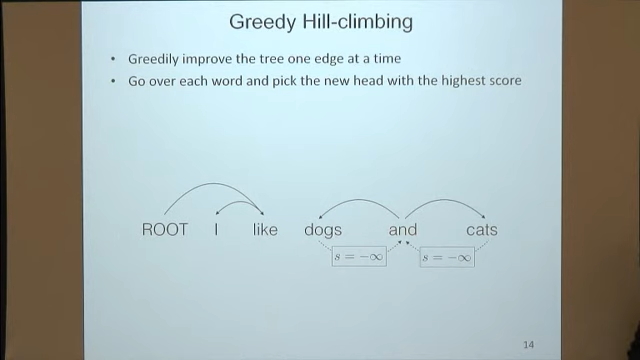 Greedy Hill-climbing
• Greedily improve the tree one edge at a time
• Go over each word and pick the new head with the highest score
ROOT I like dogs and cats
s = −∞ s = −∞
14